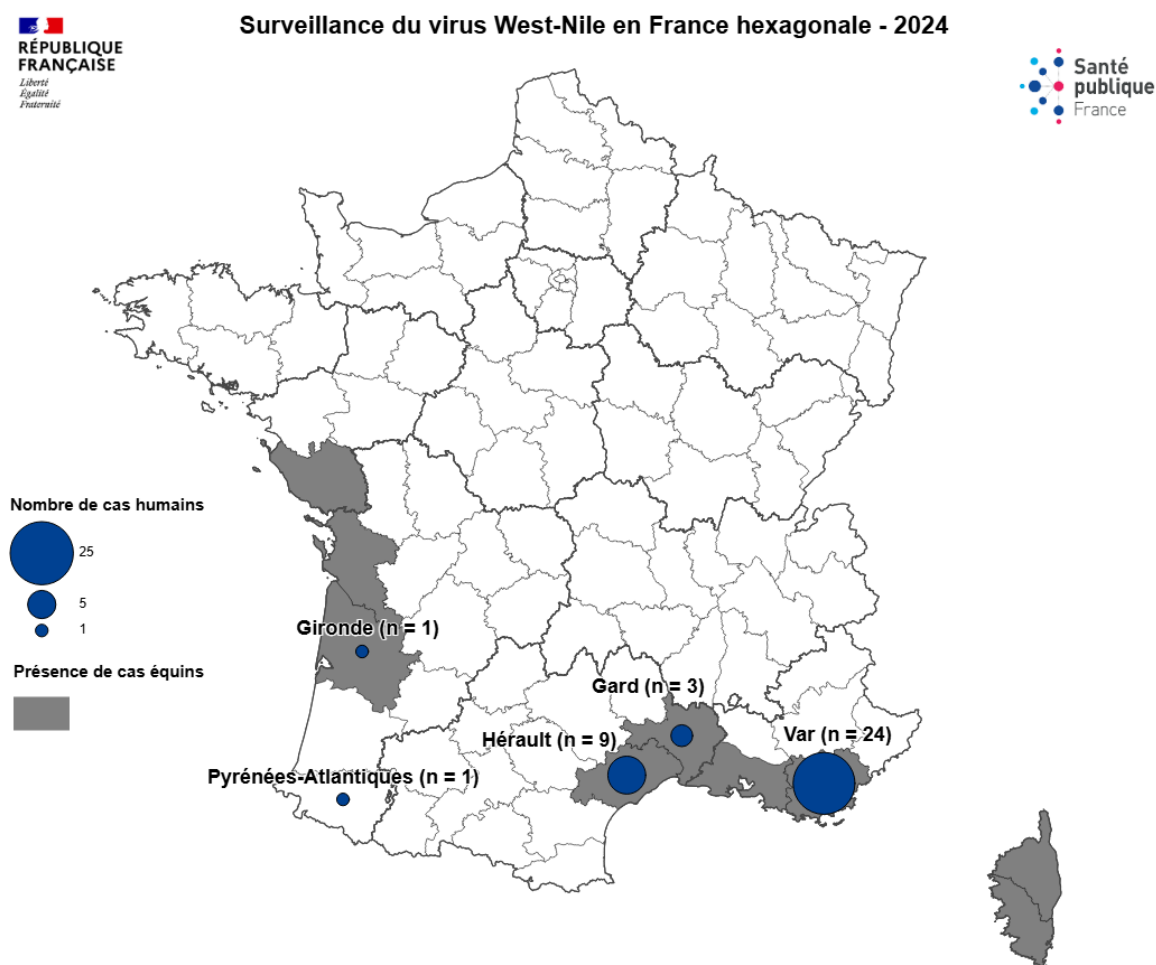 Surveillance du virus West-Nile en France hexagonale - 2024
RÉPUBLIQUE
FRANÇAISE
Liberté
Égalité
Fraternité
Santé
publique
France
Nombre de cas humains
25
5
1
Présence de cas équins
Gironde (n = 1)
Gard (n = 3)
Hérault (n = 9)
Var (n = 24)
Pyrénées-Atlantiques (n = 1)